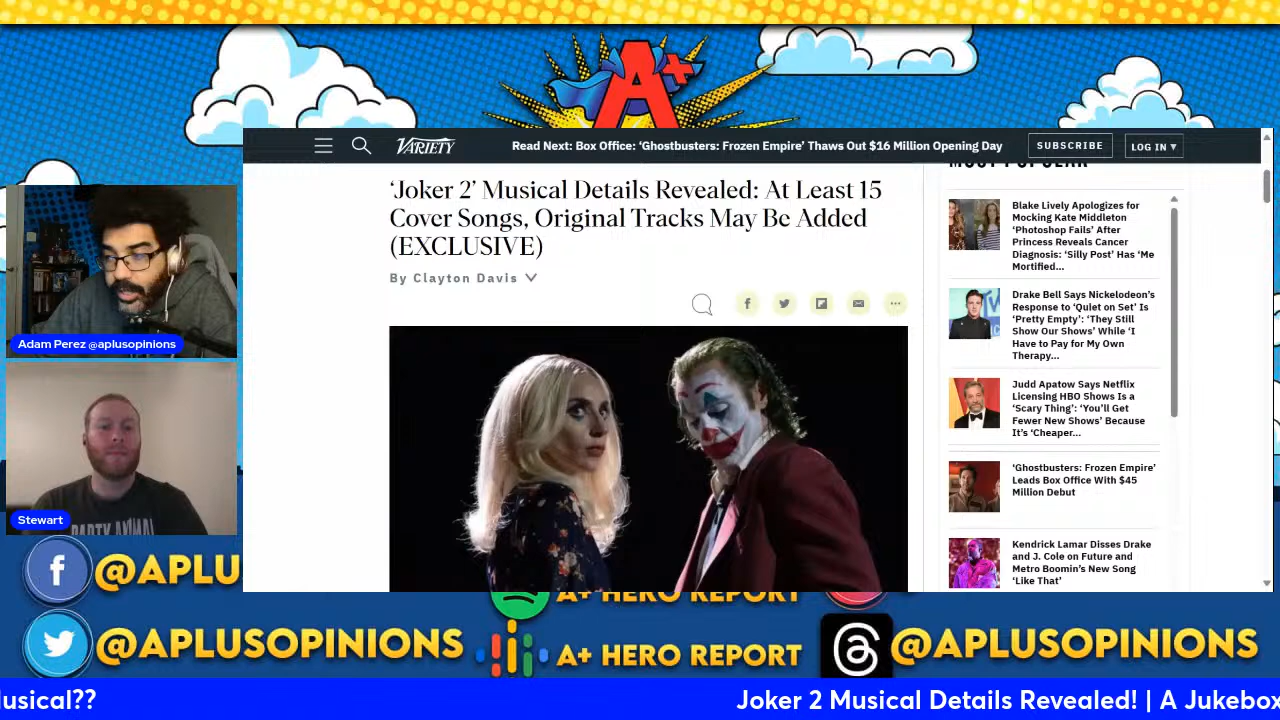 A+
VARIETY
Read Next: Box Office: ‘Ghostbusters: Frozen Empire’ Thaws Out $16 Million Opening Day
SUBSCRIBE
LOG IN ▾
MOST POPULAR
‘Joker 2’ Musical Details Revealed: At Least 15
Cover Songs, Original Tracks May Be Added
(EXCLUSIVE)
By Clayton Davis
Blake Lively Apologizes for
Mocking Kate Middleton
‘Photoshop Fails’ After
Princess Reveals Cancer
Diagnosis: ‘Silly Post’ Has ‘Me
Mortified...
Drake Bell Says Nickelodeon’s
Response to ‘Quiet on Set’ Is
‘Pretty Empty’: ‘They Still
Show Our Shows’ While ‘I
Have to Pay for My Own
Therapy...
Judd Apatow Says Netflix
Licensing HBO Shows Is a
‘Scary Thing’: ‘You’ll Get
Fewer New Shows’ Because
It’s ‘Cheaper...
‘Ghostbusters: Frozen Empire’
Leads Box Office With $45
Million Debut
Kendrick Lamar Disses Drake
and J. Cole on Future and
Metro Boomin’s New Song
‘Like That’
Adam Perez @aplusopinions
PARTY ANIMAL
Stewart
@APLU
A+ HERO REPORT
@APLUSOPINIONS
A+ HERO REPORT
@APLUSOPINIONS
usical??
Joker 2 Musical Details Revealed! | A Jukebox